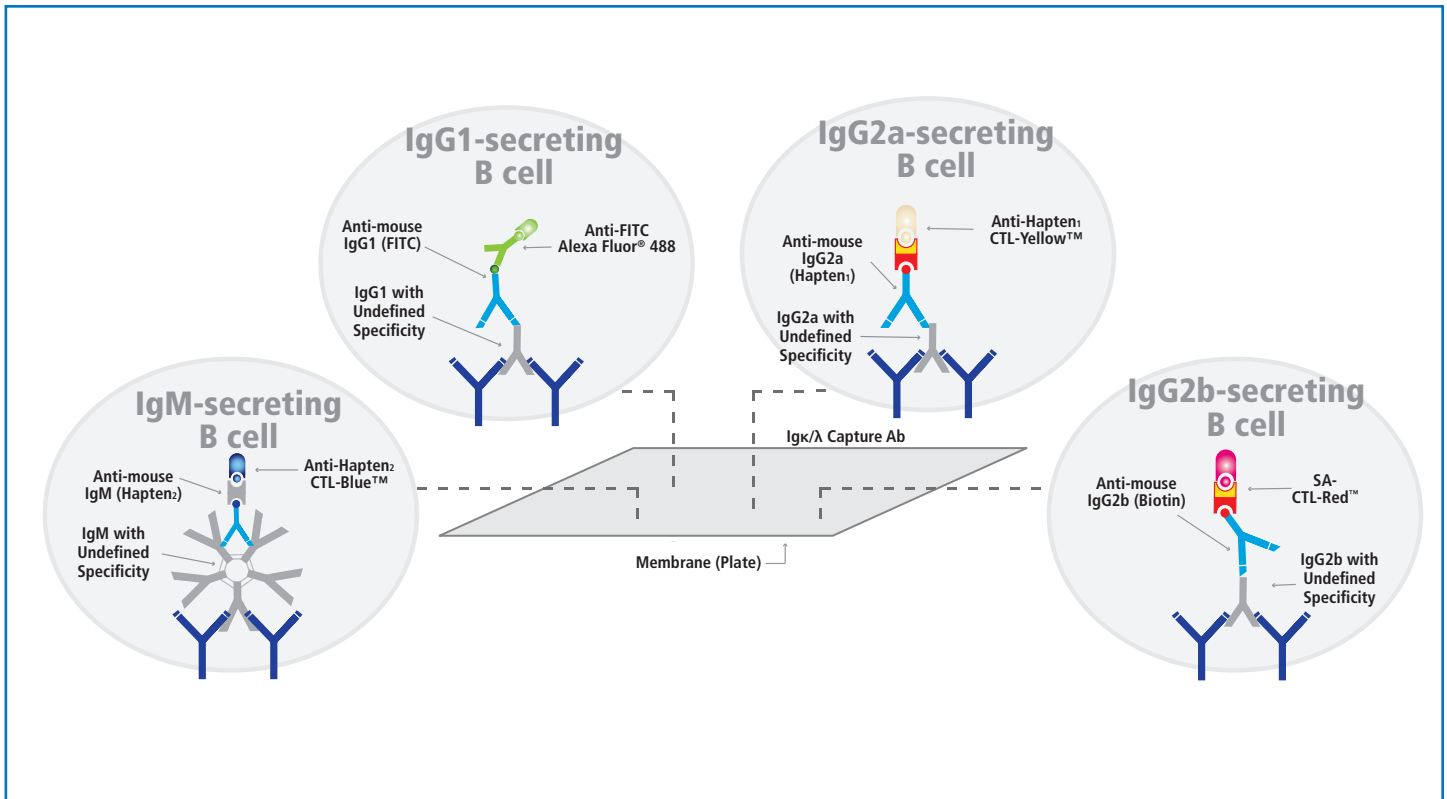 IgG1-secreting
B cell
Anti-mouse
IgG1 (FITC)
Anti-FITC
Alexa Fluor® 488
IgG1 with
Undefined
Specificity
IgG2a-secreting
B cell
Anti-mouse
IgG2a
(Hapten₁)
Anti-Hapten₁
CTL-Yellow™
IgG2a with
Undefined
Specificity
IgM-secreting
B cell
Anti-mouse
IgM (Hapten₂)
Anti-Hapten₂
CTL-Blue™
IgM with
Undefined
Specificity
Igκ/λ Capture Ab
Membrane (Plate)
IgG2b-secreting
B cell
Anti-mouse
IgG2b (Biotin)
SA-
CTL-Red™
IgG2b with
Undefined
Specificity